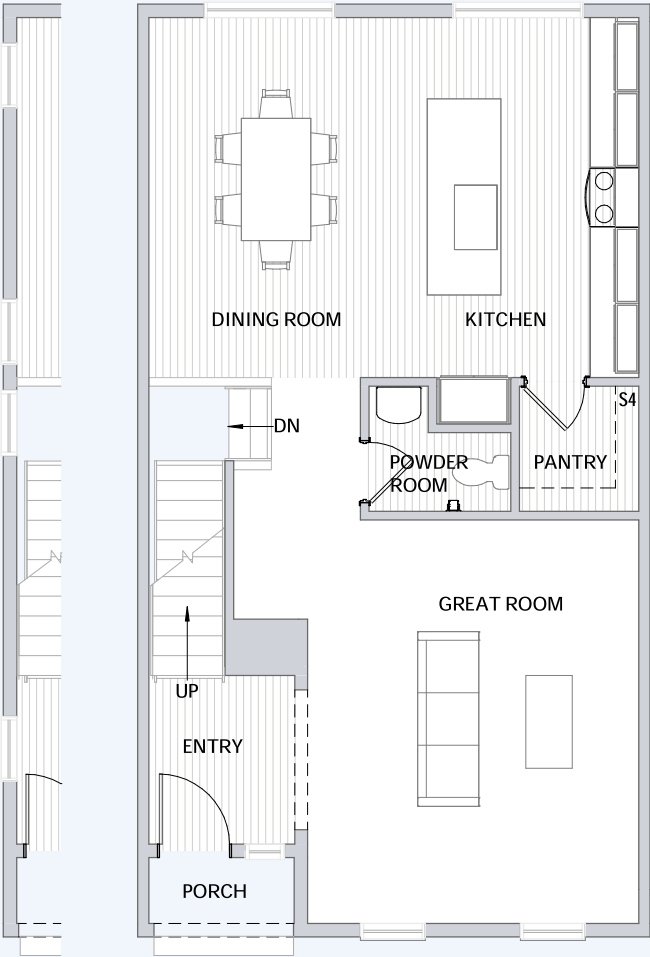 DINING ROOM
KITCHEN
S4
DN
POWDER
ROOM
PANTRY
GREAT ROOM
UP
ENTRY
PORCH